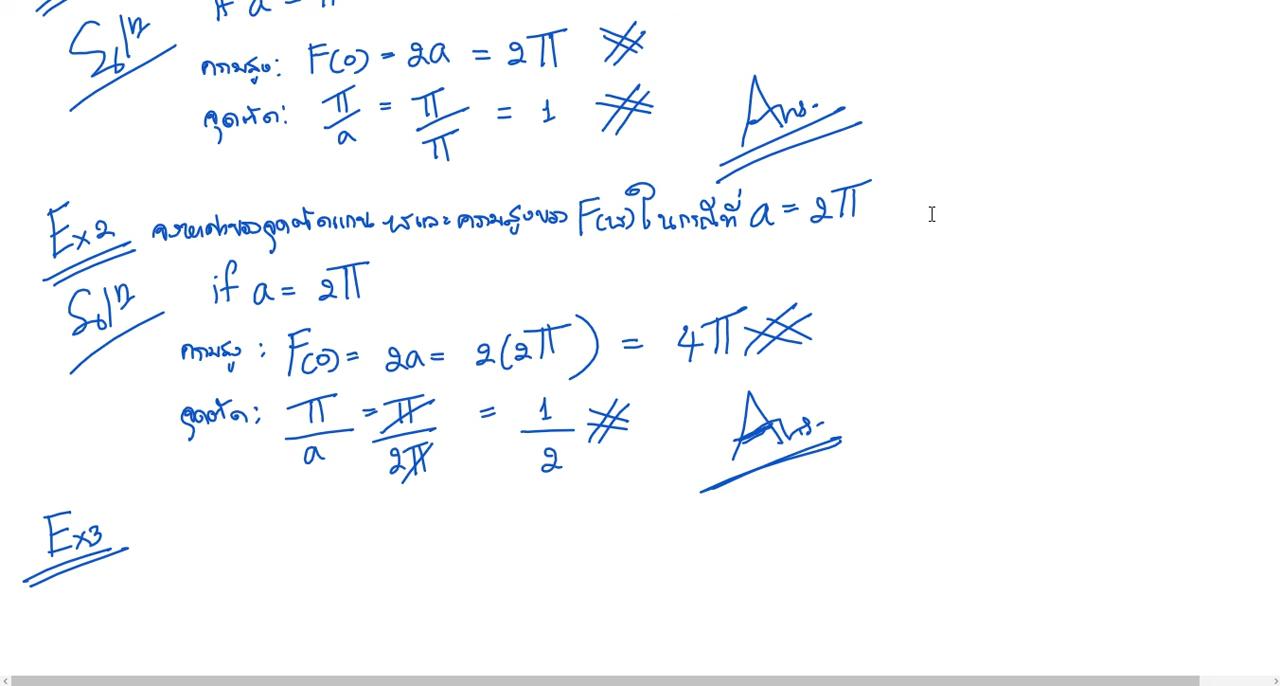 if a = π
Sol^n
ความสูง: F(0) = 2a = 2π #
จุดตัด: π/a = π/π = 1 # Ans.
Ex2 จงหาค่าของจุดตัดแกน และความสูงของ F(ω) ในกรณีที่ a = 2π
Sol^n if a = 2π
ความสูง : F(0) = 2a = 2(2π) = 4π #
จุดตัด: π/a = π/2π = 1/2 # Ans.
Ex3